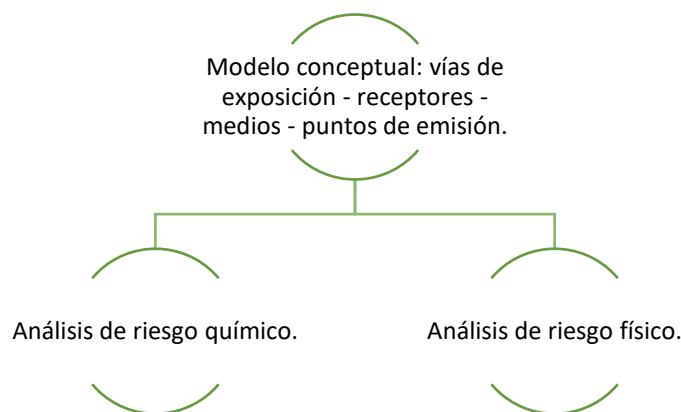 Modelo conceptual: vías de
exposición - receptores -
medios - puntos de emisión.
Análisis de riesgo químico.
Análisis de riesgo físico.